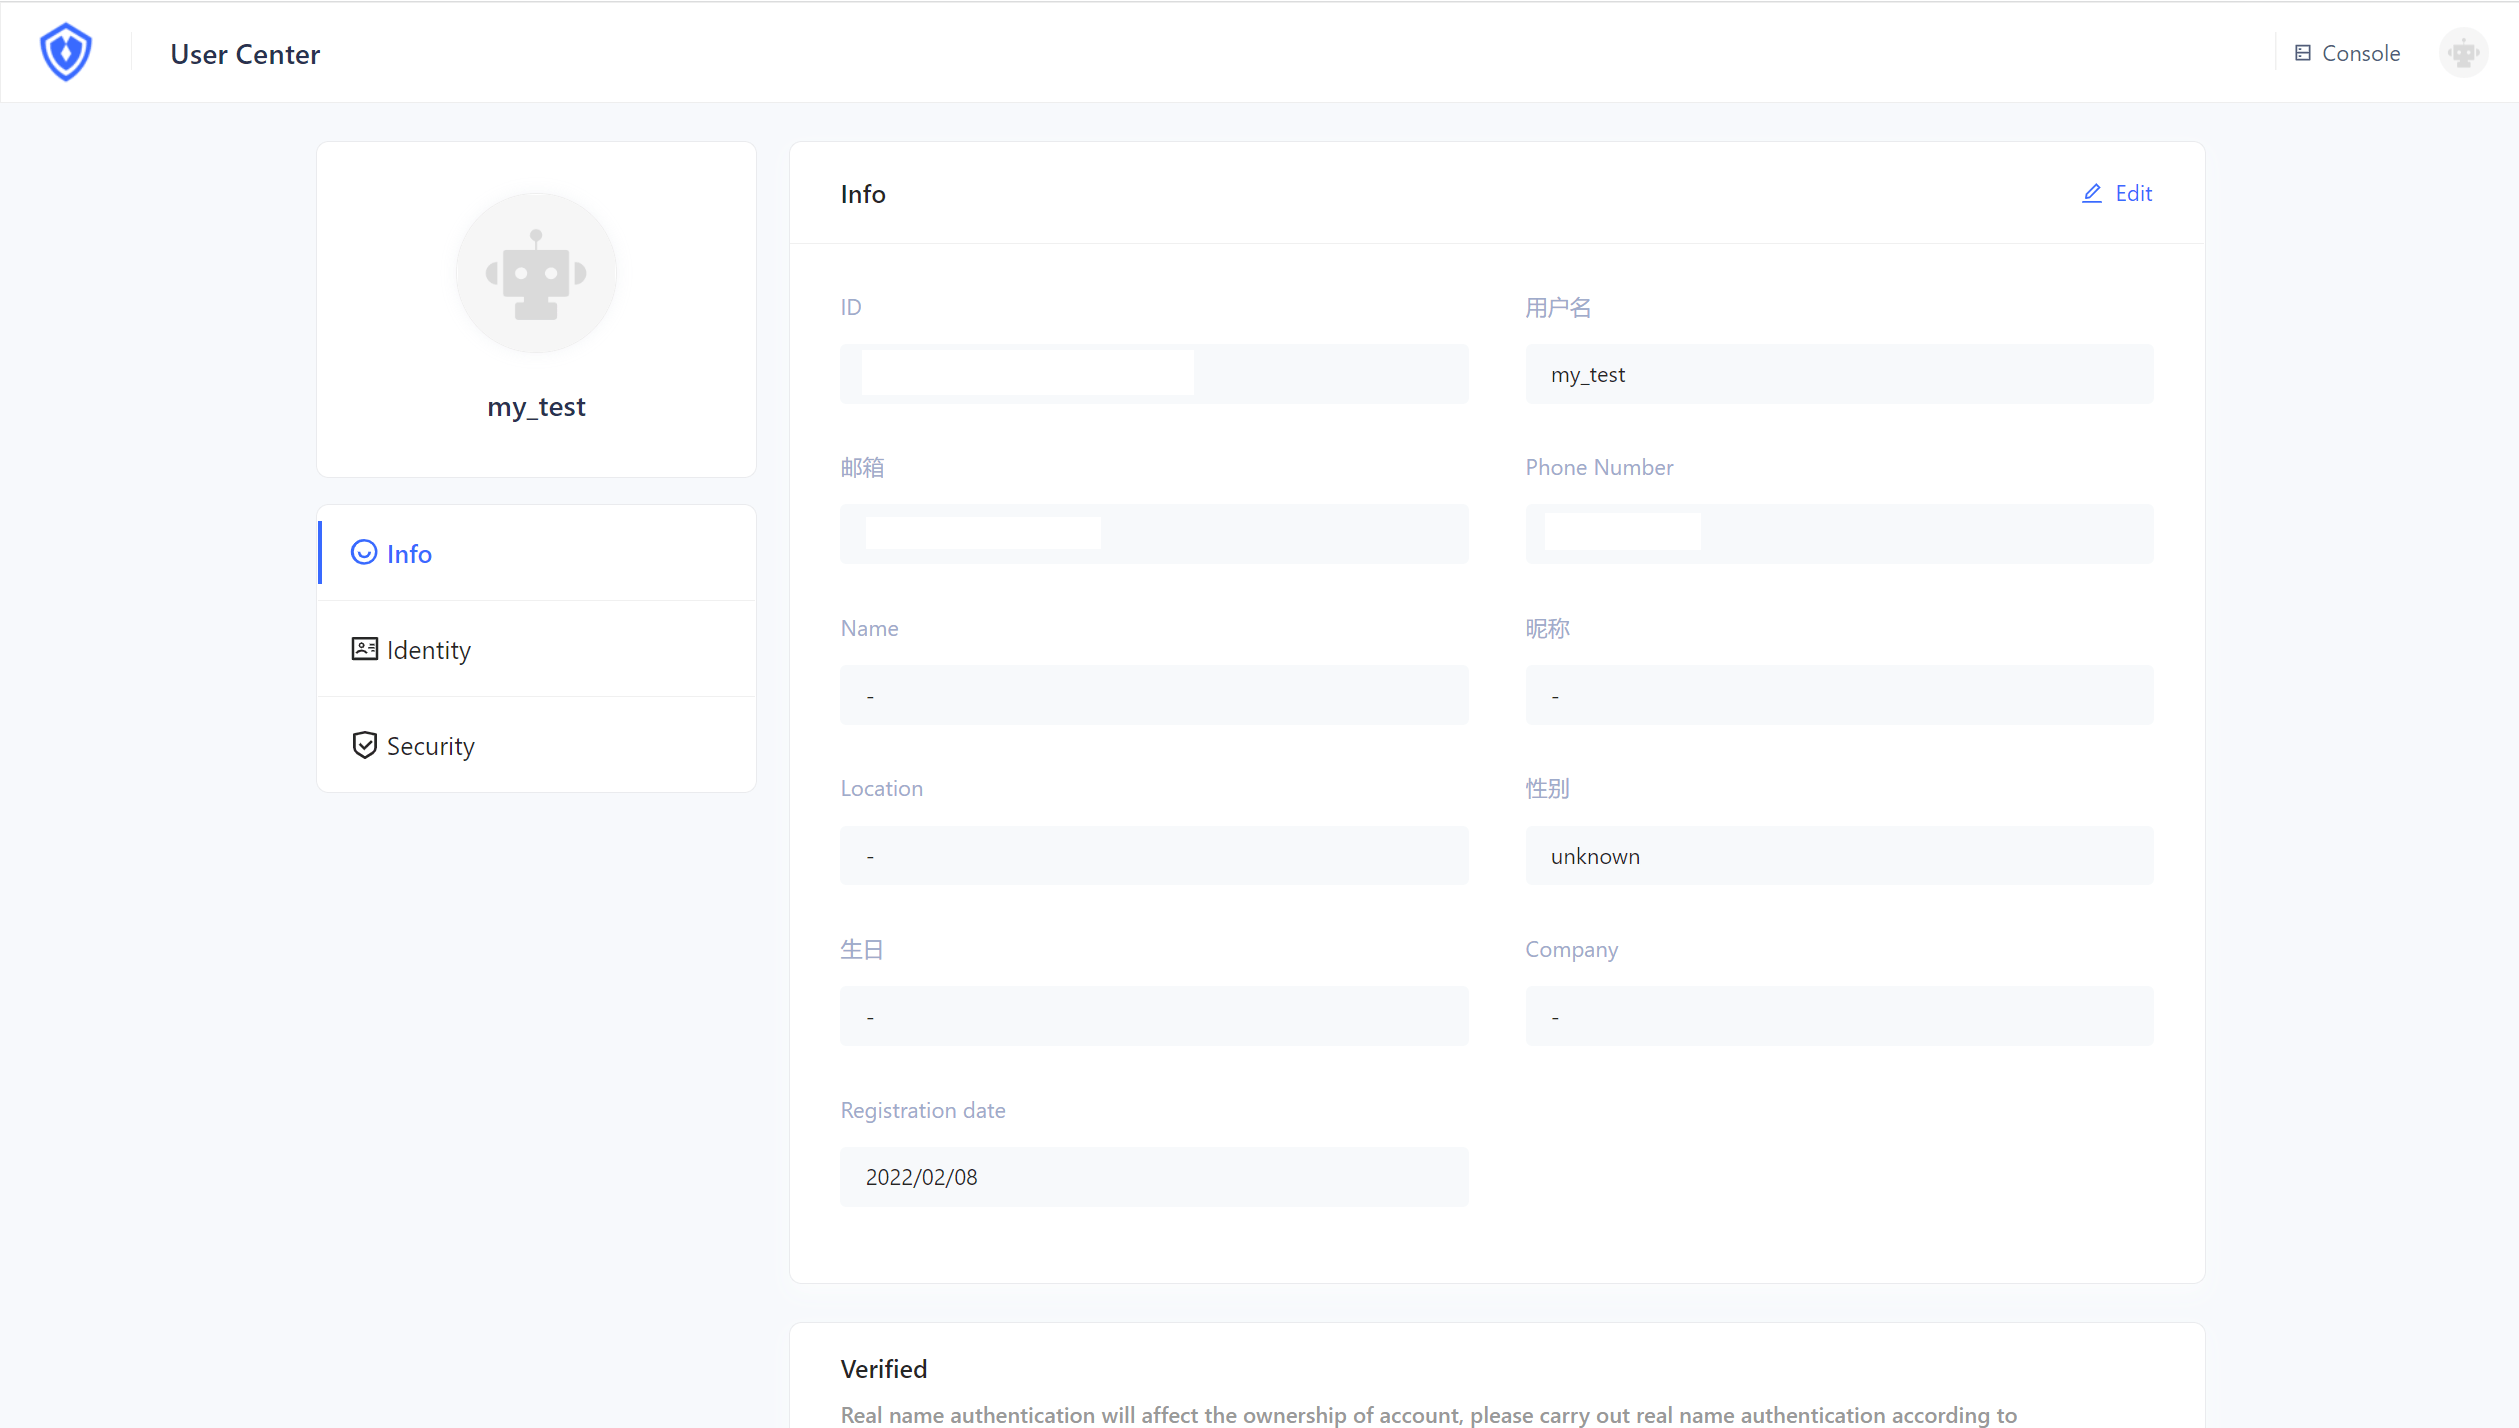 User Center
Console
my_test
Info
Identity
Security
Info
Edit
ID
用户名
my_test
邮箱
Phone Number
Name
昵称
-
-
Location
性别
-
unknown
生日
Company
-
-
Registration date
2022/02/08
Verified
Real name authentication will affect the ownership of account, please carry out real name authentication according to